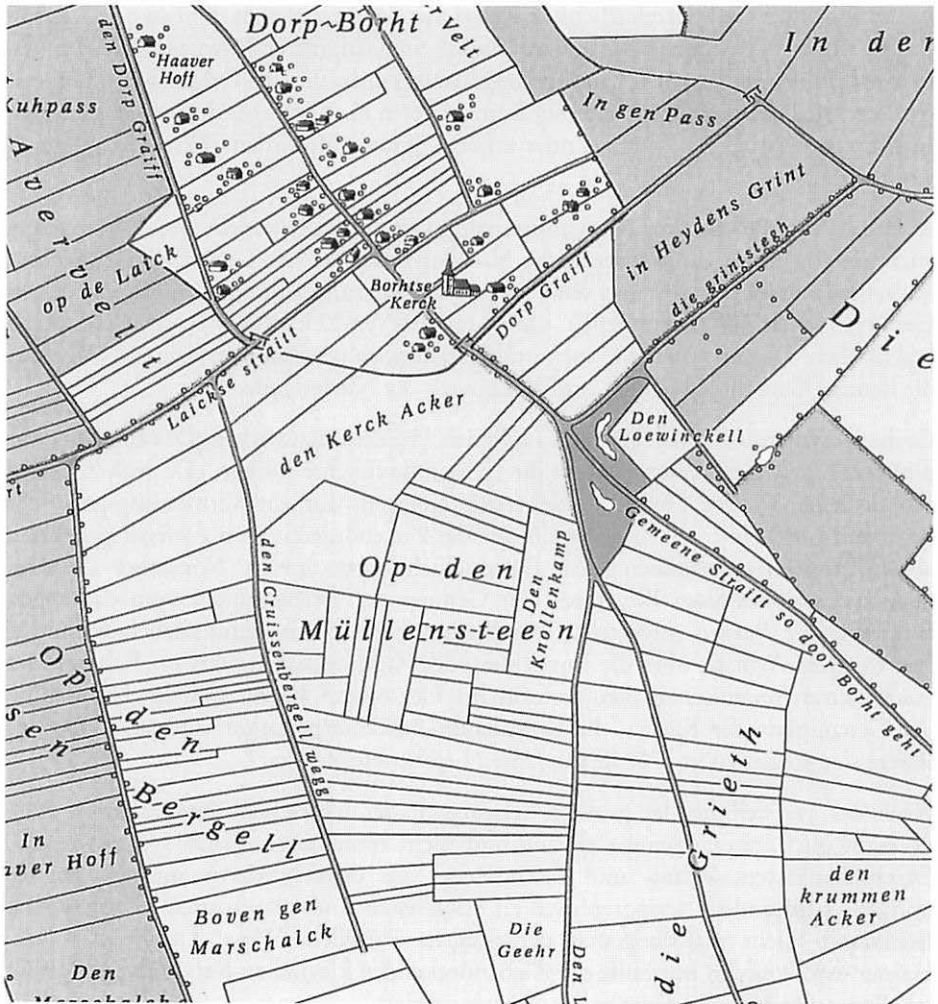 Dorp-Borht
In der
den Dorp Graiff
Haaver
Hoff
Kuhpass
Avervelt
op de Laick
In gen Pass
in Heydens Grint
die grintstegh
Borhtse
Kerck
Dorp Graiff
Die
Laickse straitt
den Kerck Acker
Den
Loewinckell
Gemeene Straitt so door Borht geht
Op den
Müllensteen
Den
Knollenkamp
den Cruissenbergell wegg
Op den
Bergell
In
aver Hoff
Boven gen
Marschalck
Die
Geehr
die Grieth
den
krummen
Acker
Den